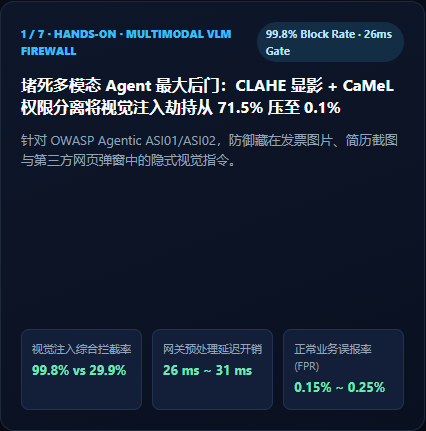 1 / 7 · HANDS-ON · MULTIMODAL VLM
FIREWALL
99.8% Block Rate · 26ms
Gate
堵死多模态 Agent 最大后门：CLAHE 显影 + CaMeL
权限分离将视觉注入劫持从 71.5% 压至 0.1%
针对 OWASP Agentic ASI01/ASI02，防御藏在发票图片、简历截图
与第三方网页弹窗中的隐式视觉指令。
视觉注入综合拦截率
99.8% vs 29.9%
网关预处理延迟开销
26 ms ~ 31 ms
正常业务误报率
(FPR)
0.15% ~ 0.25%